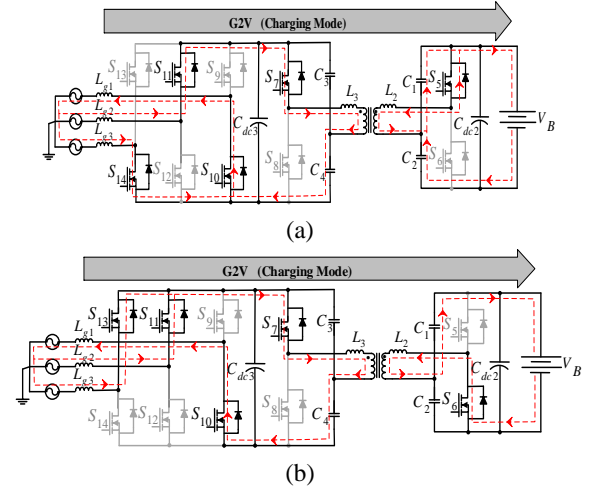 G2V (Charging Mode)
S13 S11 S9 S7 C3
Lg1
Lg2
Lg3
Cdc3
L3 L2
C1 S5
Cdc2 VB
S14 S12 S10 S8 C4
C2 S6
(a)
G2V (Charging Mode)
S13 S11 S9 S7 C3
Lg1
Lg2
Lg3
Cdc3
L3 L2
C1 S5
Cdc2 VB
S14 S12 S10 S8 C4
C2 S6
(b)